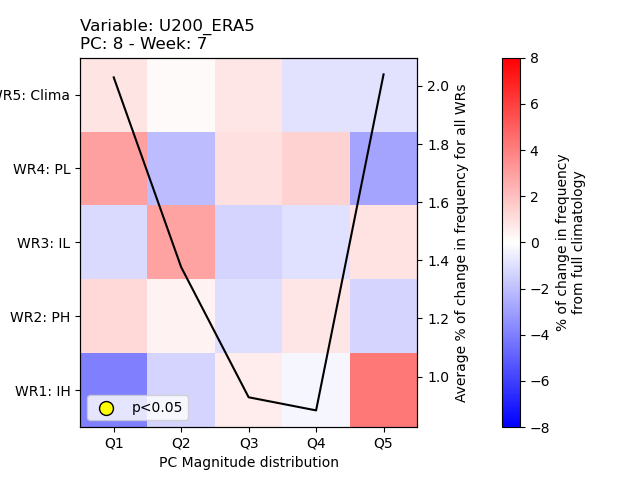 Variable: U200_ERA5
PC: 8 - Week: 7
WR5: Clima
WR4: PL
WR3: IL
WR2: PH
WR1: IH
p<0.05
Q1 Q2 Q3 Q4 Q5
PC Magnitude distribution
2.0
1.8
1.6
1.4
1.2
1.0
Average % of change in frequency for all WRs
8
6
4
2
0
−2
−4
−6
−8
% of change in frequency
from full climatology